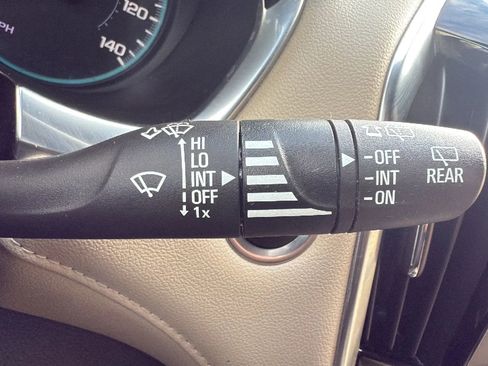 120
PH
140
HI
LO
INT
OFF
1x
-OFF
-INT
-ON
REAR